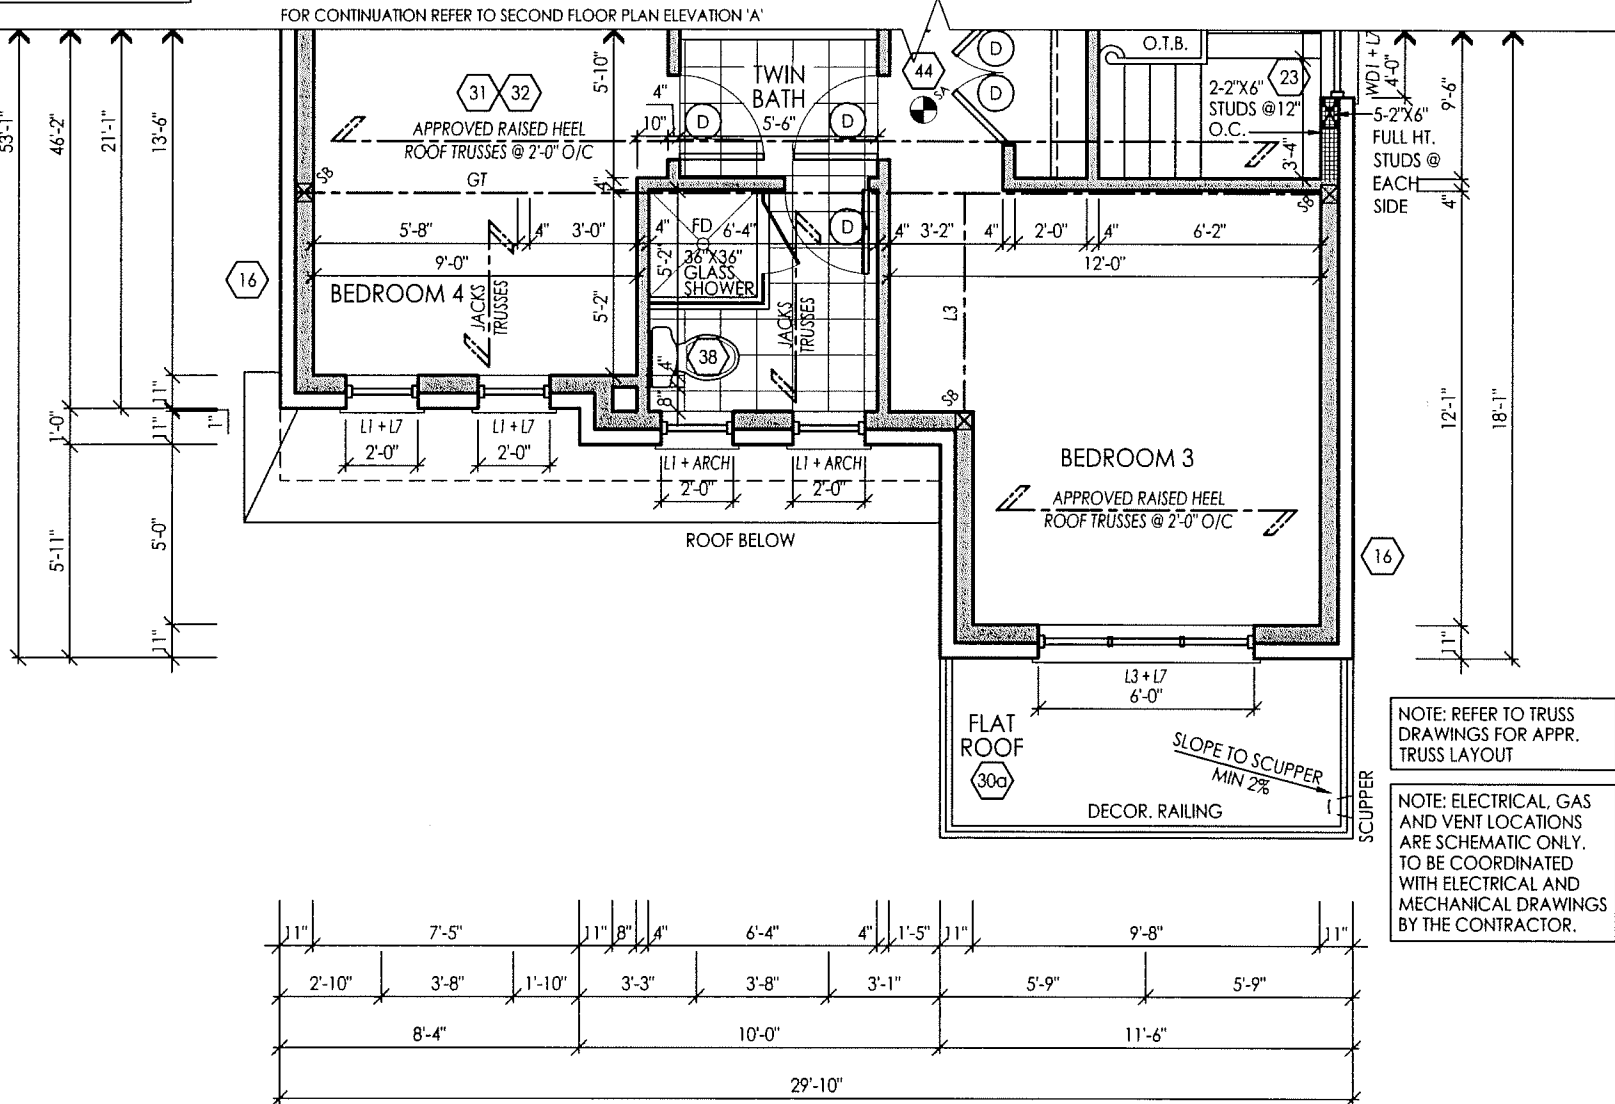 FOR CONTINUATION REFER TO SECOND FLOOR PLAN ELEVATION 'A'
53'-1"
46'-2"
21'-1"
13'-6"
5'-10"
31
32
APPROVED RAISED HEEL
ROOF TRUSSES @ 2'-0" O/C
GT
SB
4"
10"
4"
TWIN
BATH
5'-6"
D
D
D
D
D
44
SA
O.T.B.
2-2"X6"
STUDS @12"
O.C.
23
3'-4"
WD1 + L7
4'-0"
9'-6"
4"
5-2"X6"
FULL HT.
STUDS @
EACH
SIDE
SB
5'-8"
4"
3'-0"
4"
FD
6'-4"
4"
3'-2"
4"
2'-0"
4"
6'-2"
9'-0"
12'-0"
16
BEDROOM 4
JACKS
TRUSSES
5'-2"
5'-2"
36"X36"
GLASS
SHOWER
JACKS
TRUSSES
L3
38
4"
8"
SB
11"
1'-0"
11"
1"
L1 + L7
2'-0"
L1 + L7
2'-0"
L1 + ARCH
2'-0"
L1 + ARCH
2'-0"
BEDROOM 3
APPROVED RAISED HEEL
ROOF TRUSSES @ 2'-0" O/C
12'-1"
18'-1"
ROOF BELOW
5'-11"
5'-0"
11"
16
11"
L3 + L7
6'-0"
FLAT
ROOF
30a
SLOPE TO SCUPPER
MIN 2%
SCUPPER
DECOR. RAILING
NOTE: REFER TO TRUSS
DRAWINGS FOR APPR.
TRUSS LAYOUT
NOTE: ELECTRICAL, GAS
AND VENT LOCATIONS
ARE SCHEMATIC ONLY.
TO BE COORDINATED
WITH ELECTRICAL AND
MECHANICAL DRAWINGS
BY THE CONTRACTOR.
11" 7'-5" 11" 8" 4" 6'-4" 4" 1'-5" 11" 9'-8" 11"
2'-10" 3'-8" 1'-10" 3'-3" 3'-8" 3'-1" 5'-9" 5'-9"
8'-4" 10'-0" 11'-6"
29'-10"